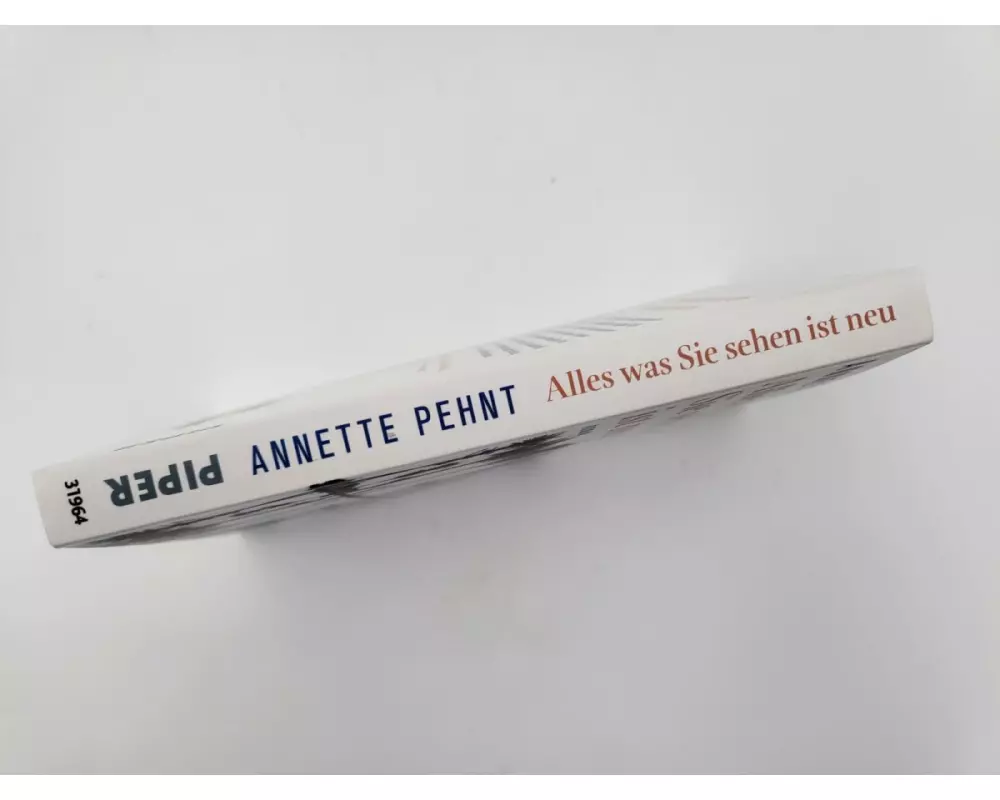 31964
PIPER
ANNETTE PEHNT
Alles was Sie sehen ist neu